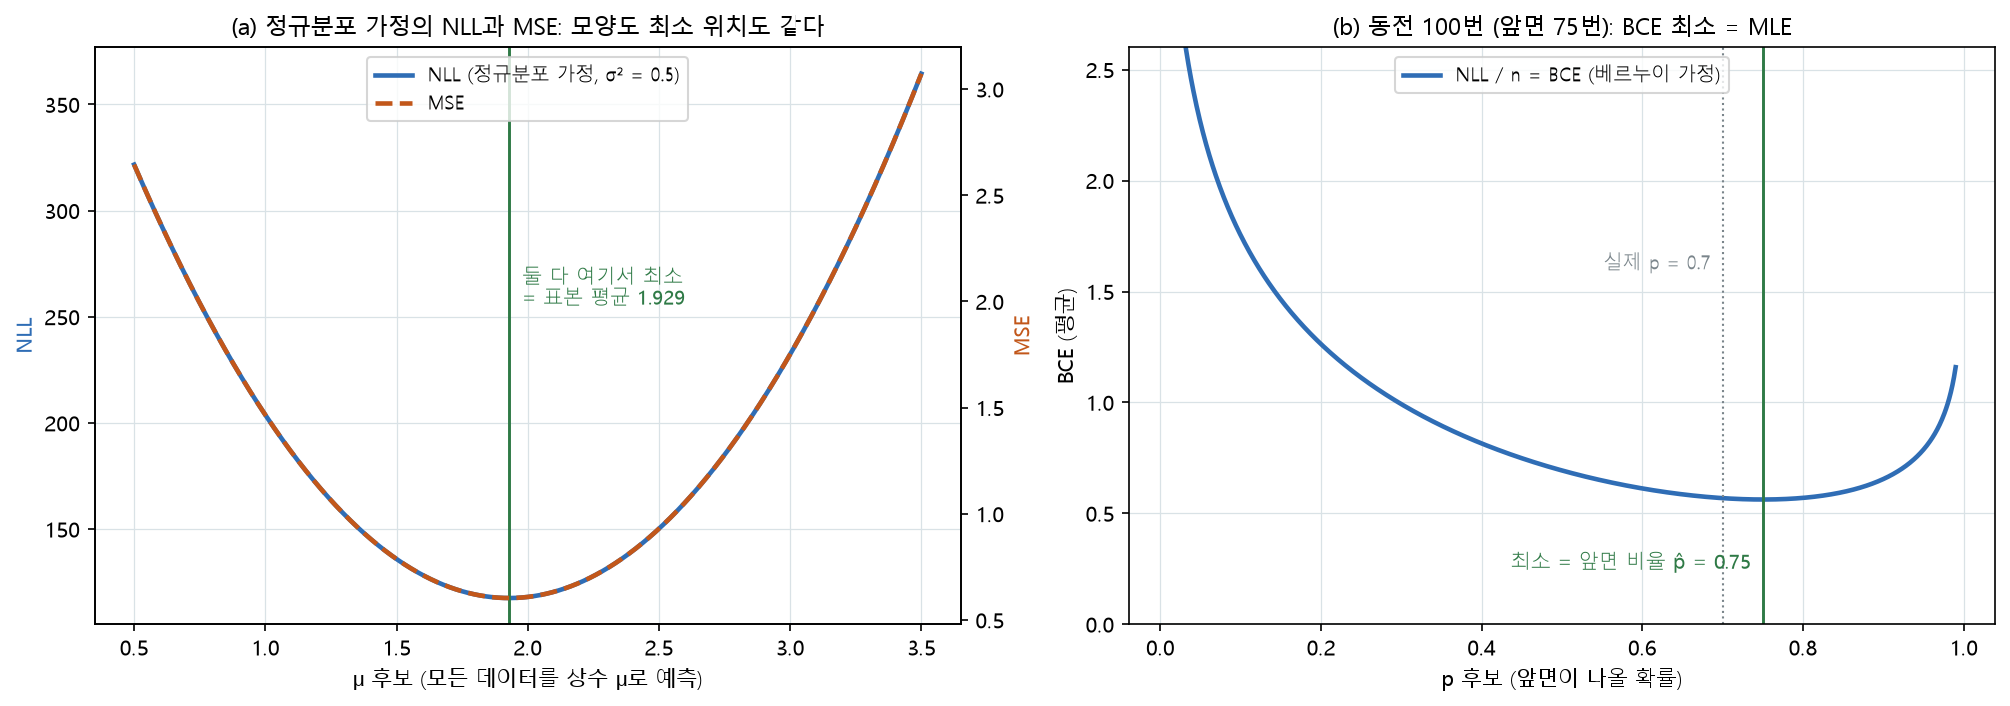 (a) 정규분포 가정의 NLL과 MSE: 모양도 최소 위치도 같다
NLL (정규분포 가정, σ² = 0.5)
MSE
둘 다 여기서 최소
= 표본 평균 1.929
NLL
350
300
250
200
150
MSE
3.0
2.5
2.0
1.5
1.0
0.5
0.5
1.0
1.5
2.0
2.5
3.0
3.5
μ 후보 (모든 데이터를 상수 μ로 예측)
(b) 동전 100번 (앞면 75번): BCE 최소 = MLE
NLL / n = BCE (베르누이 가정)
실제 p = 0.7
최소 = 앞면 비율 p̂ = 0.75
BCE (평균)
2.5
2.0
1.5
1.0
0.5
0.0
0.0
0.2
0.4
0.6
0.8
1.0
p 후보 (앞면이 나올 확률)